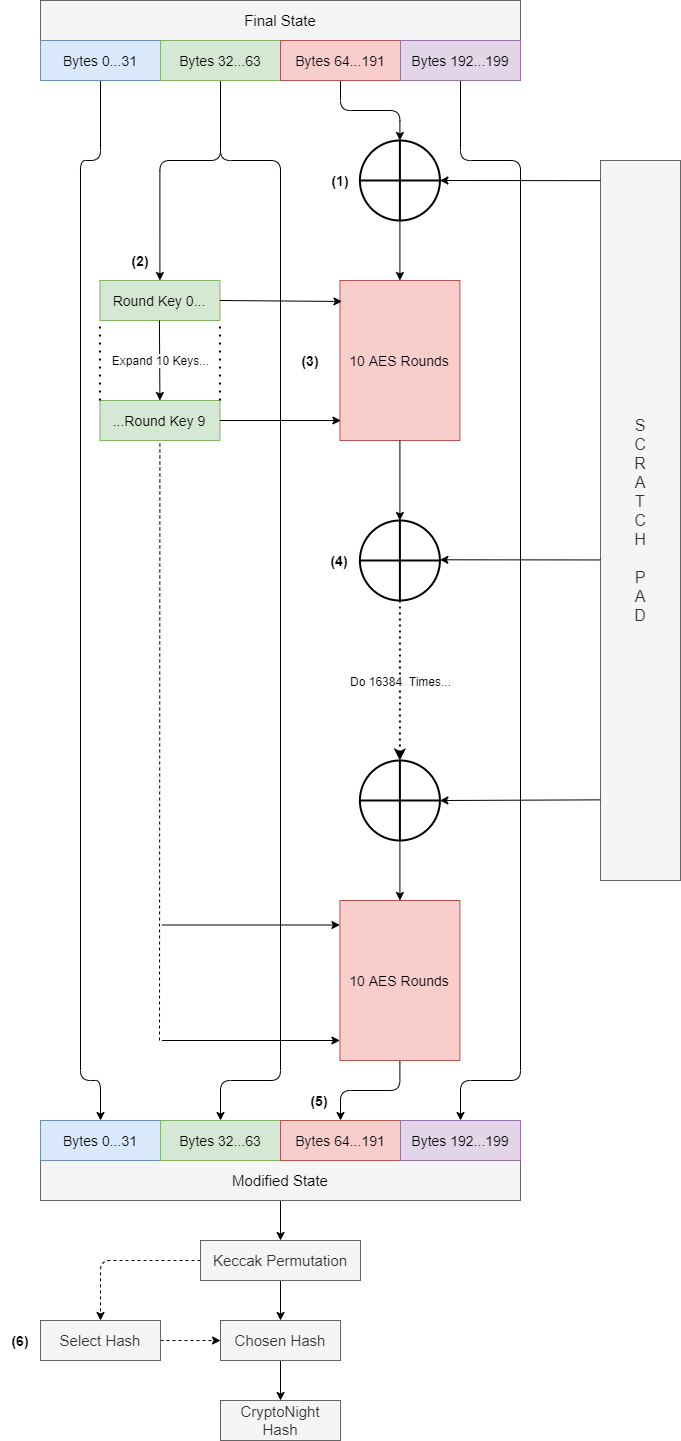 Final State
Bytes 0...31
Bytes 32...63
Bytes 64...191
Bytes 192...199
(1)
(2)
Round Key 0...
Expand 10 Keys...
(3)
10 AES Rounds
...Round Key 9
S
C
R
A
T
C
H
P
A
D
(4)
Do 16384 Times...
10 AES Rounds
(5)
Bytes 0...31
Bytes 32...63
Bytes 64...191
Bytes 192...199
Modified State
Keccak Permutation
(6)
Select Hash
Chosen Hash
CryptoNight
Hash